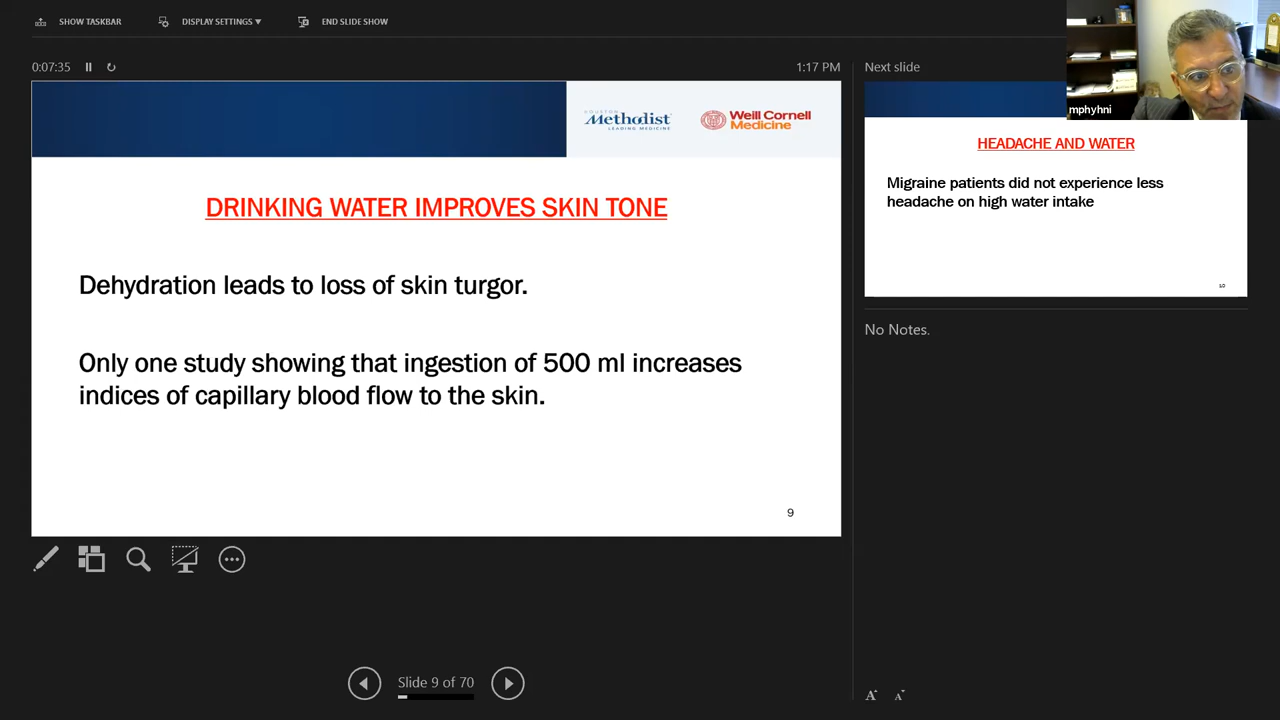 SHOW TASKBAR
DISPLAY SETTINGS ▾
END SLIDE SHOW
0:07:35
1:17 PM
HOUSTON
Methodist
LEADING MEDICINE
Weill Cornell
Medicine
DRINKING WATER IMPROVES SKIN TONE
Dehydration leads to loss of skin turgor.
Only one study showing that ingestion of 500 ml increases
indices of capillary blood flow to the skin.
9
Slide 9 of 70
Next slide
mphyhni
HEADACHE AND WATER
Migraine patients did not experience less
headache on high water intake
10
No Notes.
A A